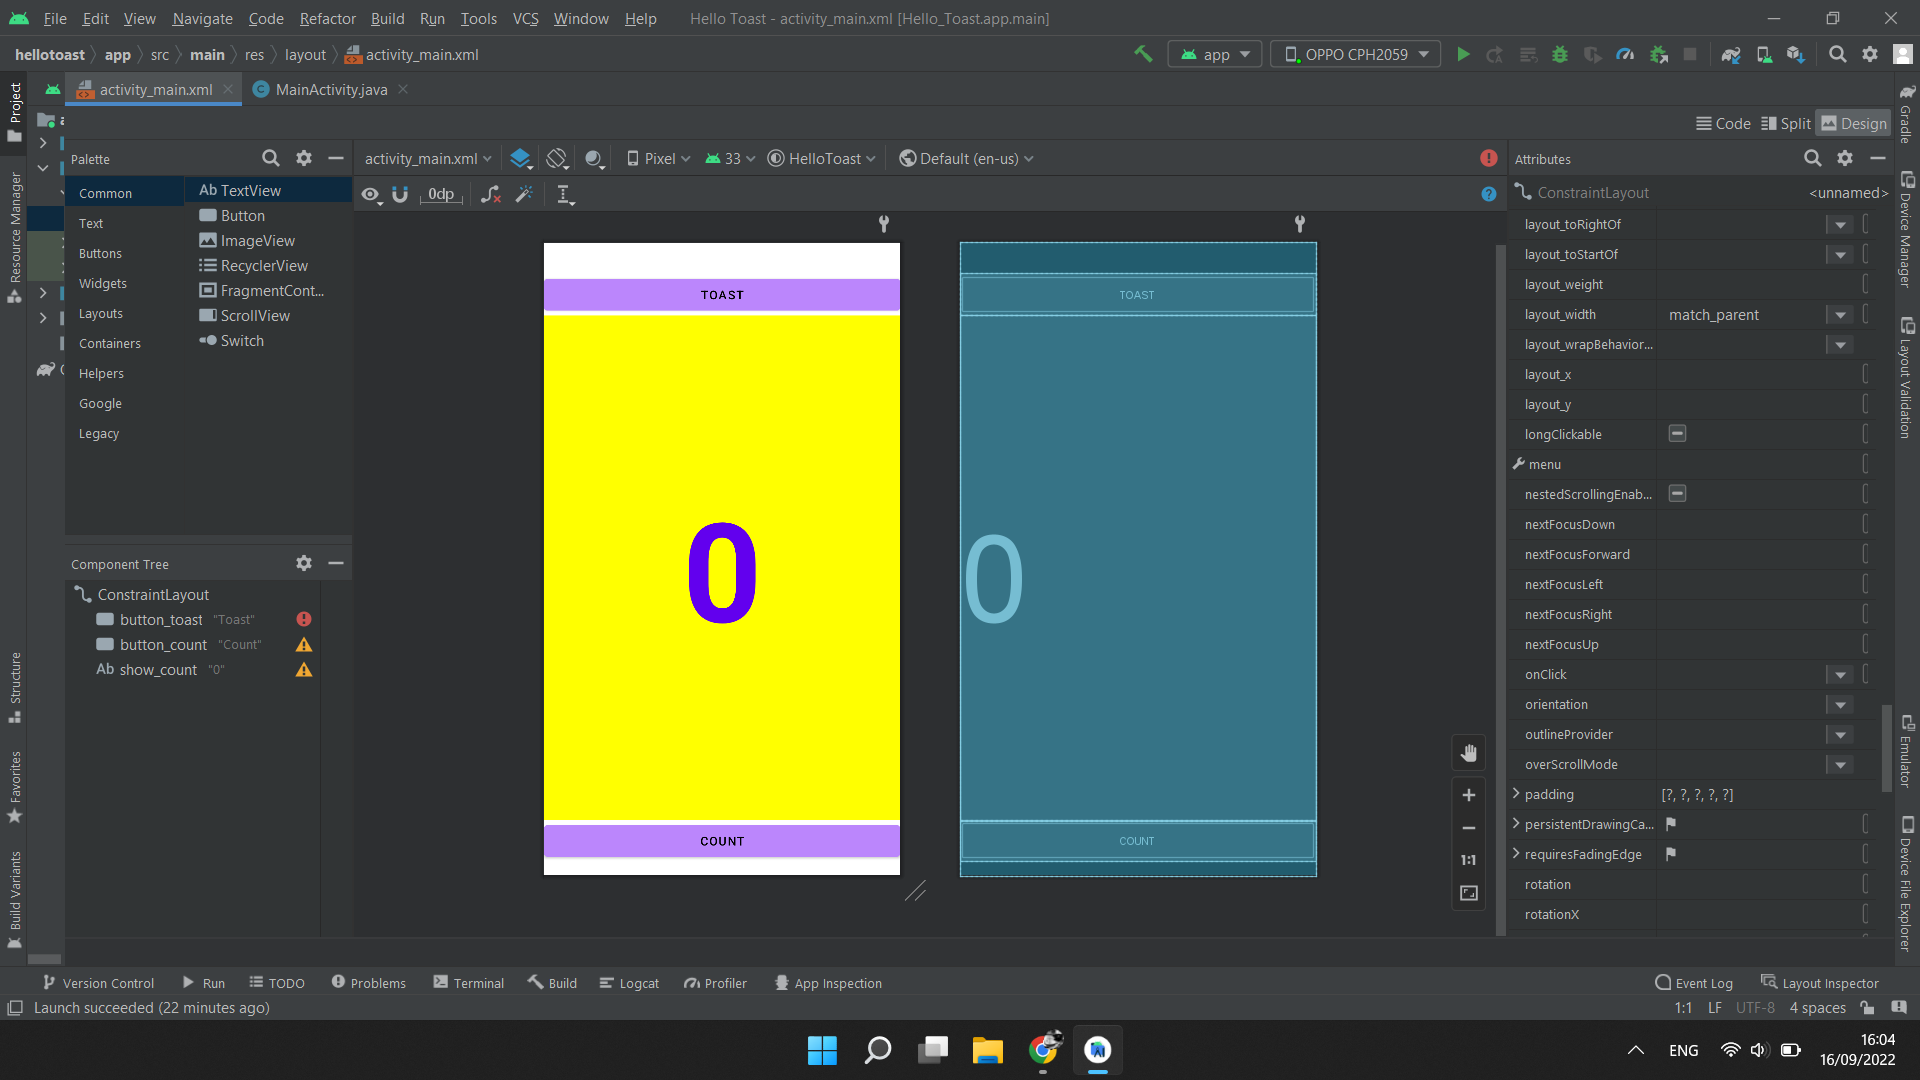 File Edit View Navigate Code Refactor Build Run Tools VCS Window Help Hello Toast - activity_main.xml [Hello_Toast.app.main]
hellotoast app src main res layout activity_main.xml app OPPO CPH2059
activity_main.xml MainActivity.java
Code Split Design
Project
Resource Manager
Structure
Favorites
Build Variants
Palette
Common
Text
Buttons
Widgets
Layouts
Containers
Helpers
Google
Legacy
Ab TextView
Button
ImageView
RecyclerView
FragmentCont...
ScrollView
Switch
Component Tree
ConstraintLayout
button_toast "Toast"
button_count "Count"
Ab show_count "0"
activity_main.xml Pixel 33 HelloToast Default (en-us)
0dp
TOAST
0
COUNT
TOAST
0
COUNT
1:1
Attributes
ConstraintLayout <unnamed>
layout_toRightOf
layout_toStartOf
layout_weight
layout_width match_parent
layout_wrapBehavior...
layout_x
layout_y
longClickable
menu
nestedScrollingEnab...
nextFocusDown
nextFocusForward
nextFocusLeft
nextFocusRight
nextFocusUp
onClick
orientation
outlineProvider
overScrollMode
padding [?, ?, ?, ?, ?]
persistentDrawingCa...
requiresFadingEdge
rotation
rotationX
Gradle
Device Manager
Layout Validation
Emulator
Device File Explorer
Version Control Run TODO Problems Terminal Build Logcat Profiler App Inspection Event Log Layout Inspector
Launch succeeded (22 minutes ago) 1:1 LF UTF-8 4 spaces
ENG
16:04
16/09/2022